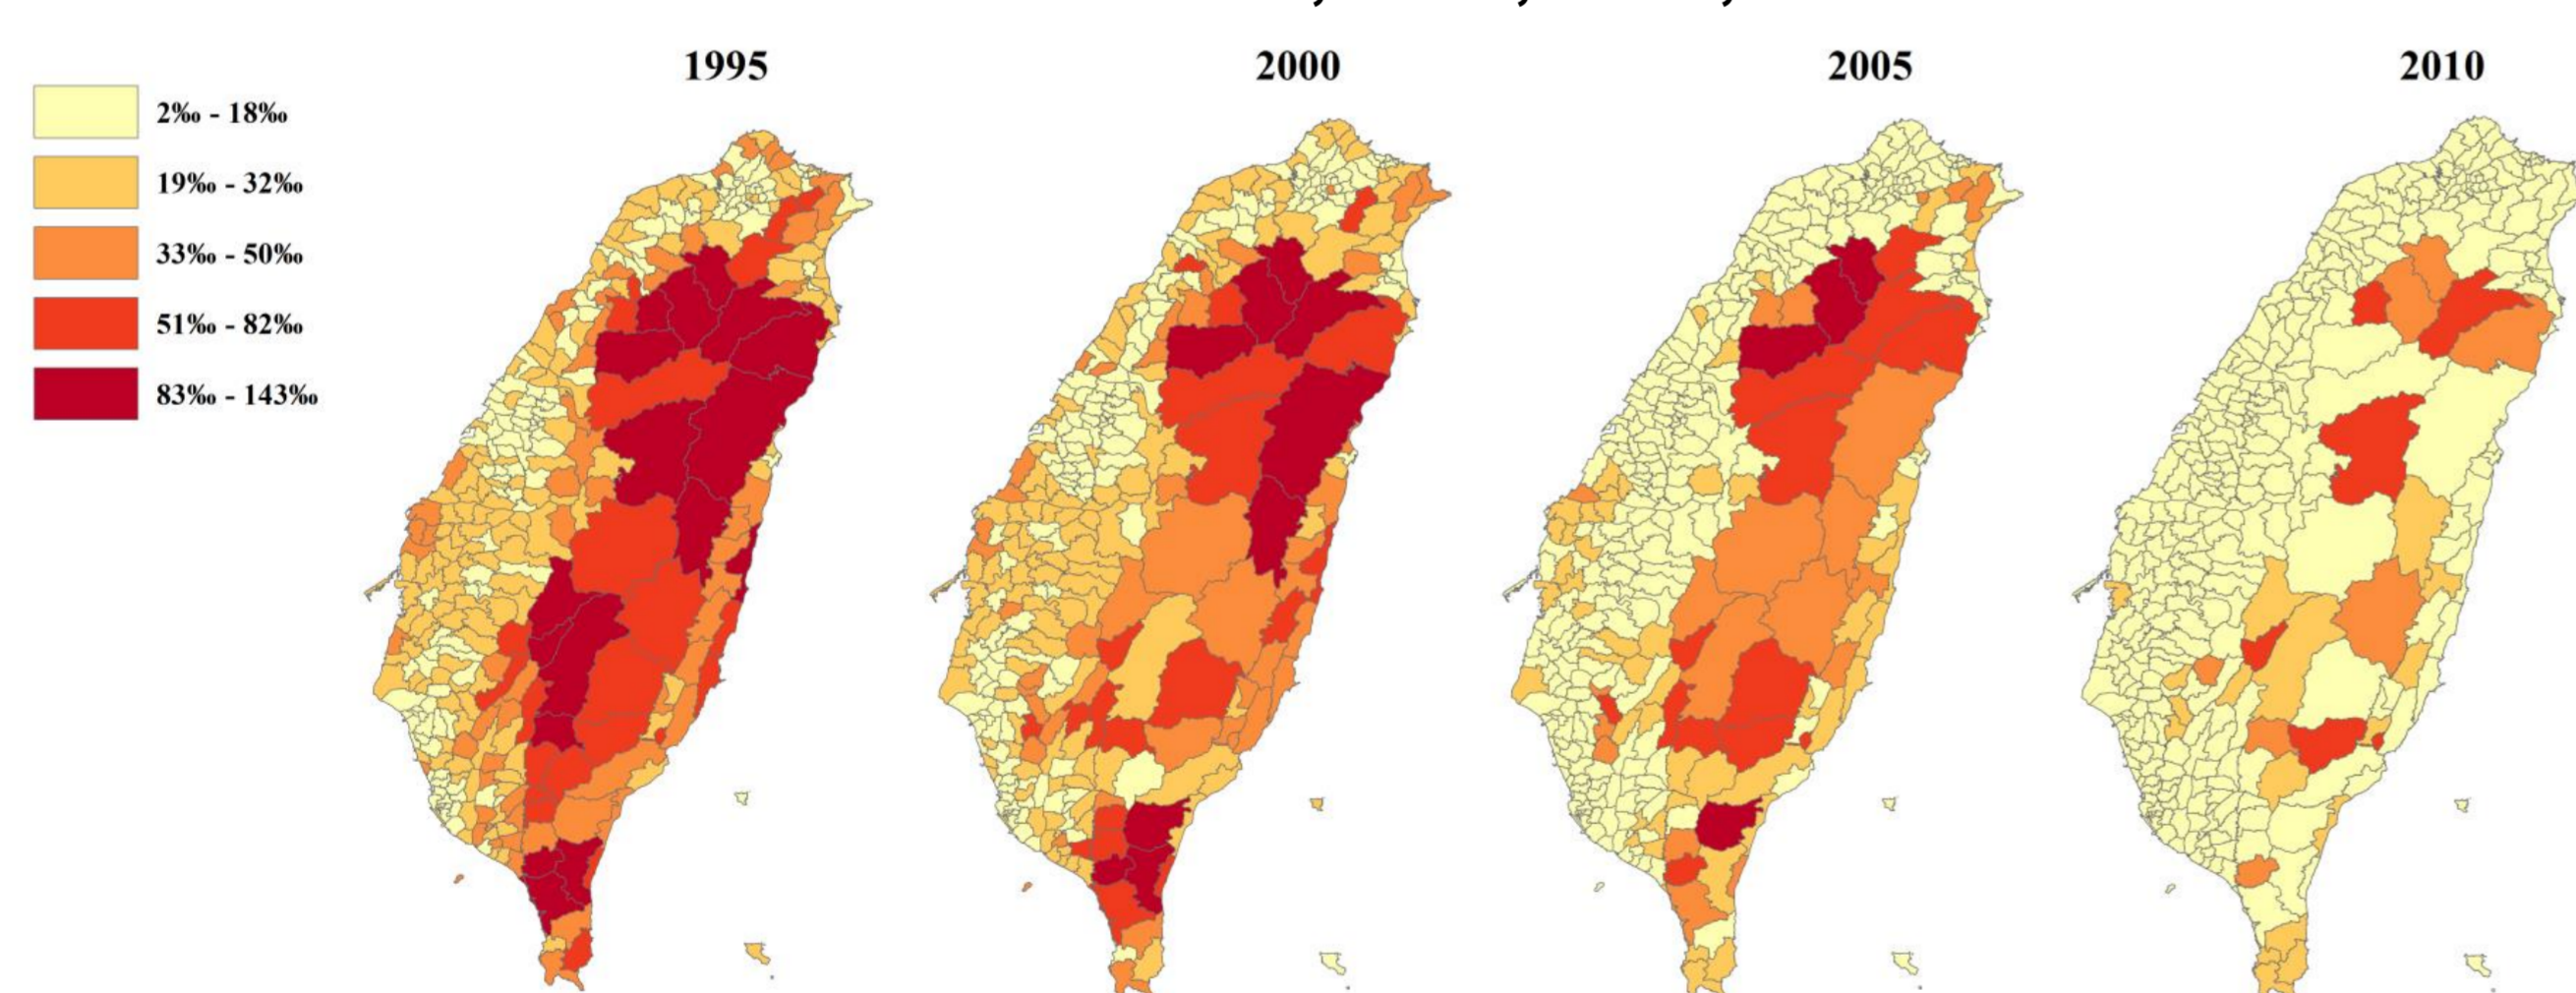 1995 2000 2005 2010
2‰ - 18‰
19‰ - 32‰
33‰ - 50‰
51‰ - 82‰
83‰ - 143‰